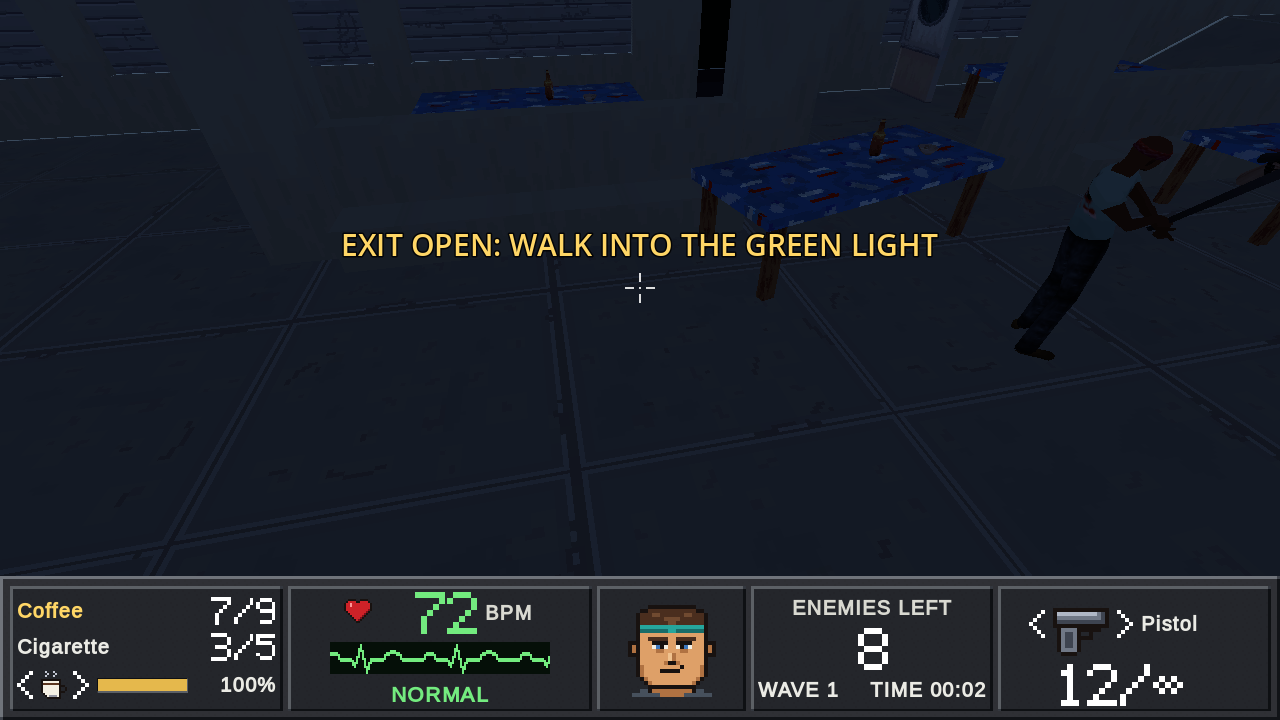 EXIT OPEN: WALK INTO THE GREEN LIGHT
Coffee 7/9
Cigarette 3/5
100%
72 BPM
NORMAL
ENEMIES LEFT
8
WAVE 1 TIME 00:02
Pistol
12/∞